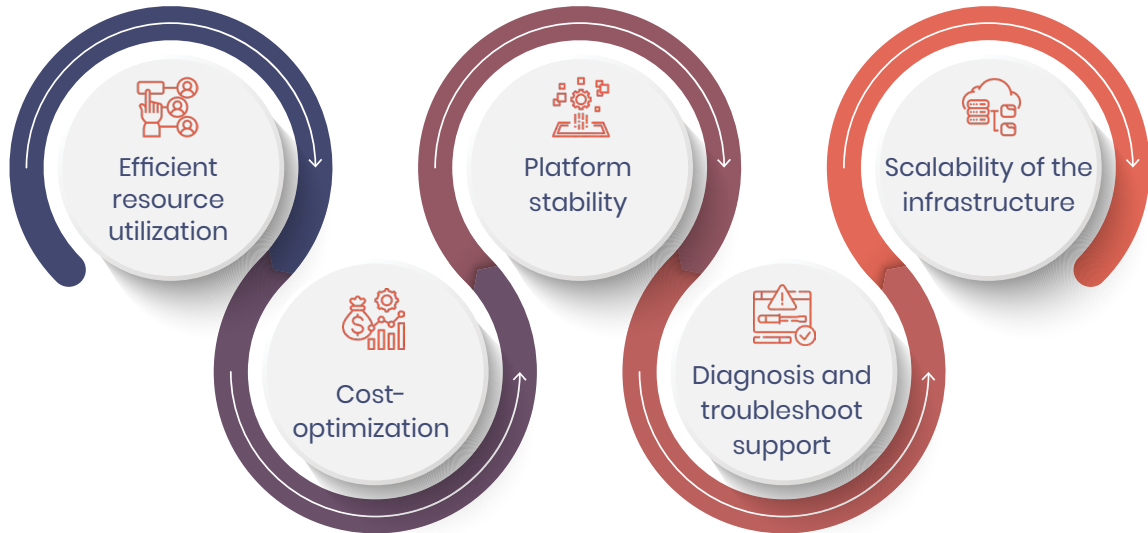 Efficient
resource
utilization
Cost-
optimization
Platform
stability
Diagnosis and
troubleshoot
support
Scalability of the
infrastructure